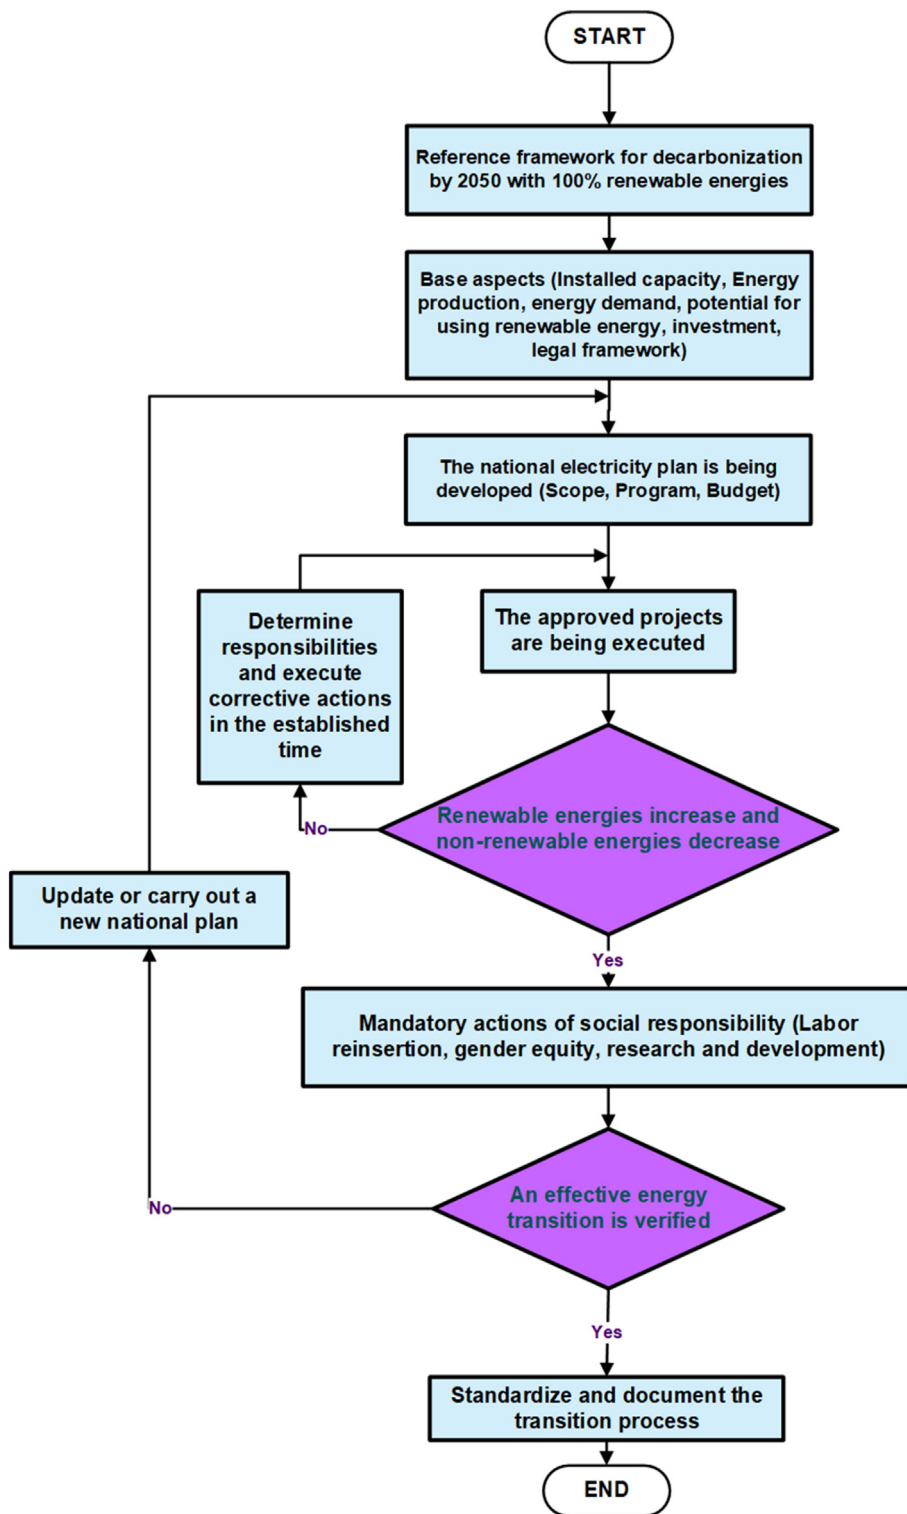 START
Reference framework for decarbonization
by 2050 with 100% renewable energies
Base aspects (Installed capacity, Energy
production, energy demand, potential for
using renewable energy, investment,
legal framework)
The national electricity plan is being
developed (Scope, Program, Budget)
Determine
responsibilities
and execute
corrective actions
in the established
time
The approved projects
are being executed
Renewable energies increase and
non-renewable energies decrease
No
Update or carry out a
new national plan
Yes
Mandatory actions of social responsibility (Labor
reinsertion, gender equity, research and development)
An effective energy
transition is verified
No
Yes
Standardize and document the
transition process
END